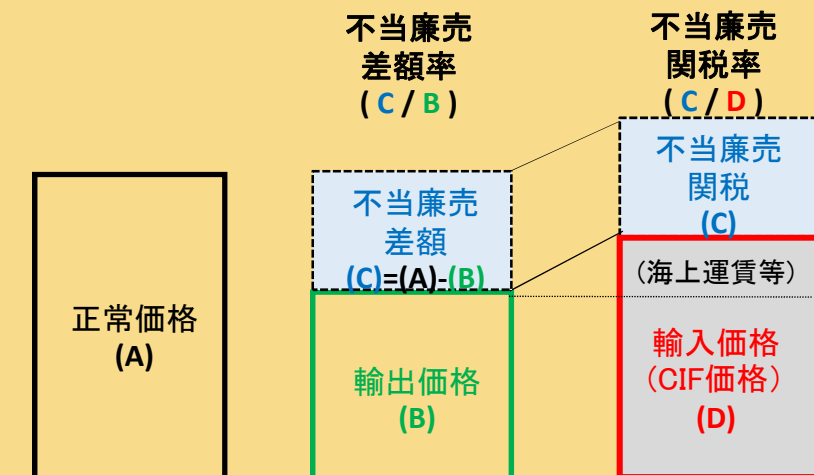 不当廉売
差額率
( C / B )
不当廉売
関税率
( C / D )
正常価格
(A)
不当廉売
差額
(C)=(A)-(B)
輸出価格
(B)
不当廉売
関税
(C)
（海上運賃等）
輸入価格
（CIF価格）
(D)